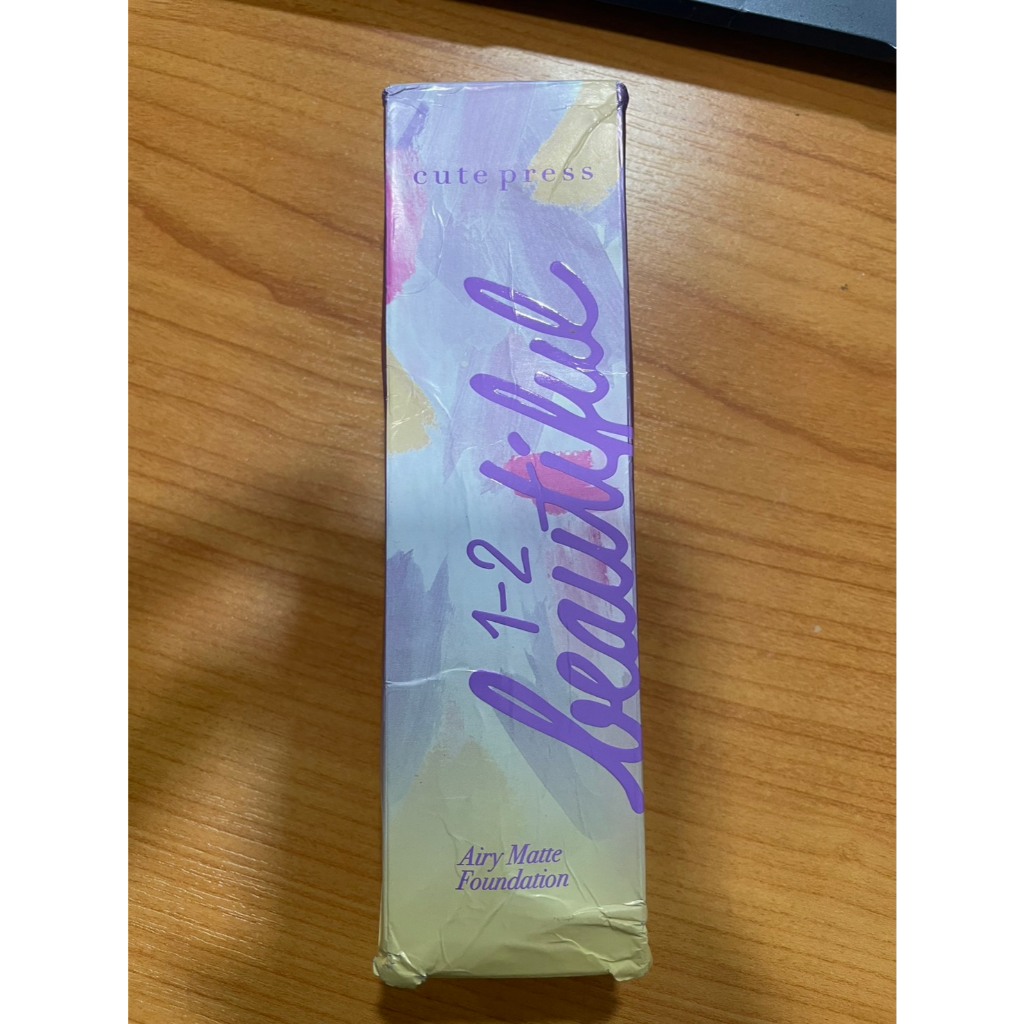 cute press
1-2
beautiful
Airy Matte
Foundation